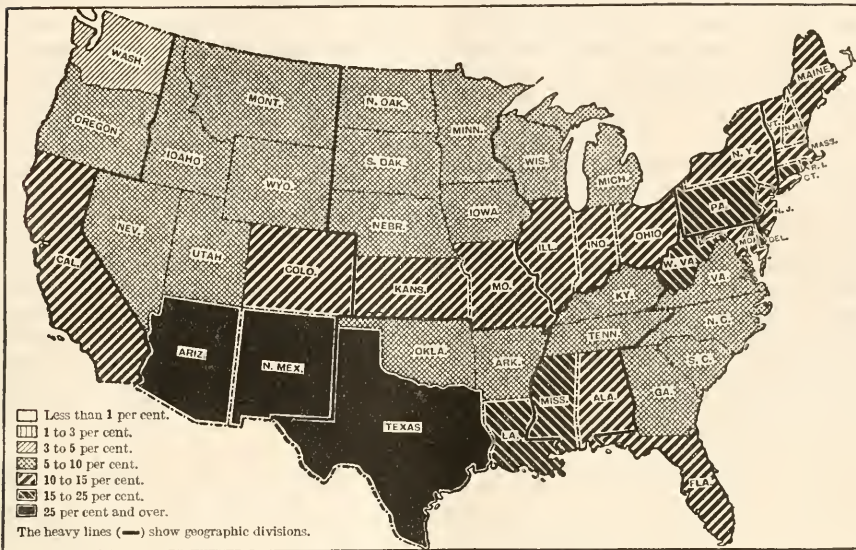 WASH.
MAINE
MONT.
N. DAK.
OREGON
MINN.
VT.
N.H.
IDAHO
S. DAK.
WIS.
N.Y.
MASS.
R.I.
CT.
WYO.
MICH.
IOWA
PA.
NEBR.
N.J.
NEV.
OHIO
UTAH
ILL.
IND.
MD.
DEL.
CAL.
COLO.
W. VA.
KANS.
MO.
VA.
KY.
N.C.
TENN.
ARIZ.
N. MEX.
OKLA.
ARK.
S.C.
MISS.
ALA.
GA.
TEXAS
LA.
FLA.
Less than 1 per cent.
1 to 3 per cent.
3 to 5 per cent.
5 to 10 per cent.
10 to 15 per cent.
15 to 25 per cent.
25 per cent and over.
The heavy lines (━) show geographic divisions.